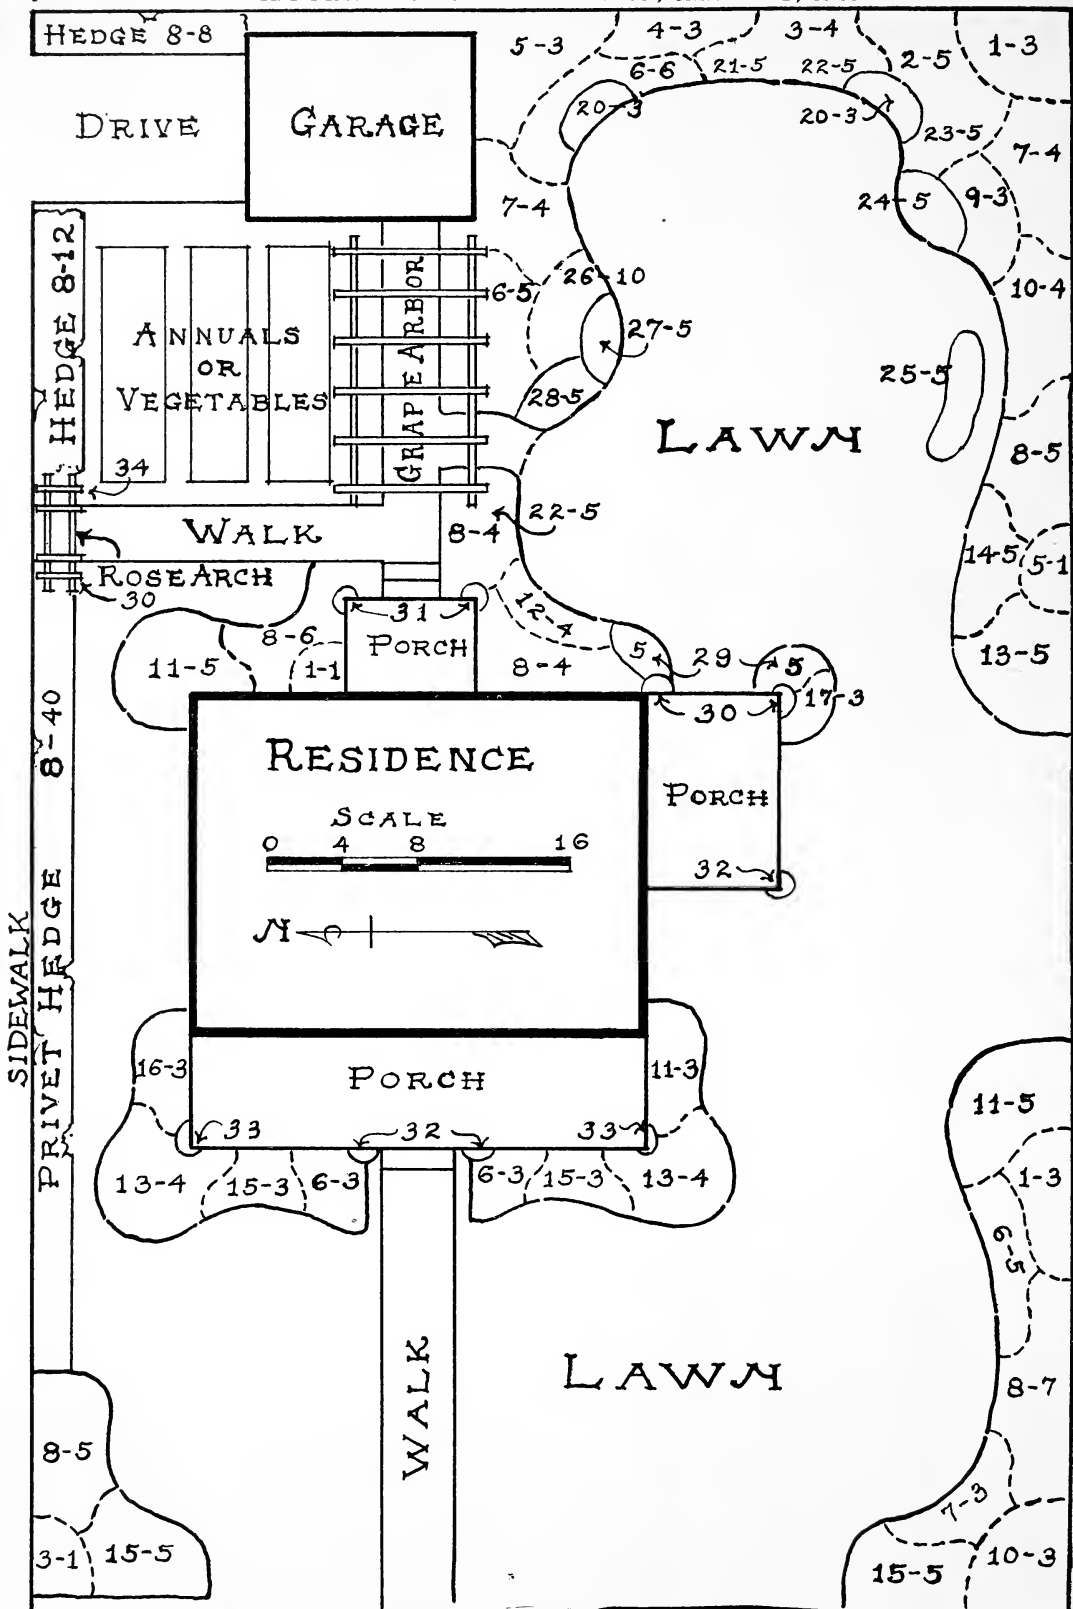 HEDGE 8-8
5-3
4-3
3-4
1-3
6-6
21-5
22-5
2-5
DRIVE
GARAGE
20-3
20-3
23-5
7-4
7-4
24-5
9-3
HEDGE 8-12
6-5
26-10
10-4
ANNUALS
OR
VEGETABLES
GRAPE ARBOR
27-5
25-5
28-5
LAWN
8-5
34
WALK
8-4
22-5
14-5
5-1
ROSE ARCH
30
31
12-4
8-6
PORCH
11-5
1-1
8-4
5
29
5
13-5
17-3
30
PRIVET HEDGE 8-40
RESIDENCE
PORCH
SCALE
0 4 8 16
32
N
SIDEWALK
16-3
PORCH
11-3
11-5
33
32
33
13-4
15-3
6-3
6-3
15-3
13-4
1-3
6-5
WALK
LAWN
8-7
8-5
7-3
3-1
15-5
15-5
10-3